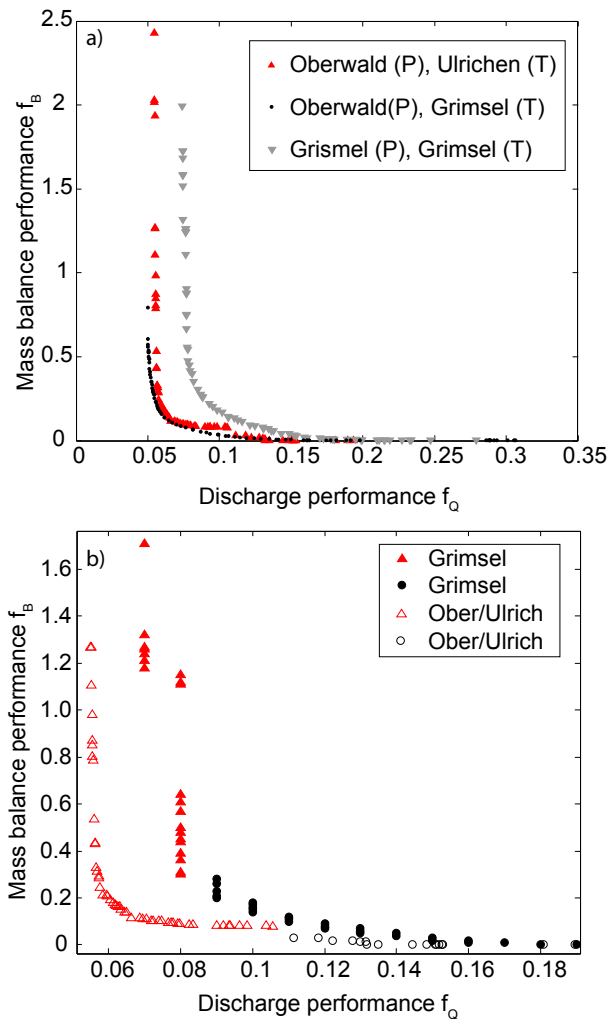 a)
Oberwald (P), Ulrichen (T)
Oberwald(P), Grimsel (T)
Grismel (P), Grimsel (T)
Mass balance performance f_B
2.5
2
1.5
1
0.5
0
0 0.05 0.1 0.15 0.2 0.25 0.3 0.35
Discharge performance f_Q
b)
Grimsel
Grimsel
Ober/Ulrich
Ober/Ulrich
Mass balance performance f_B
1.6
1.4
1.2
1.0
0.8
0.6
0.4
0.2
0
0.06 0.08 0.1 0.12 0.14 0.16 0.18
Discharge performance f_Q